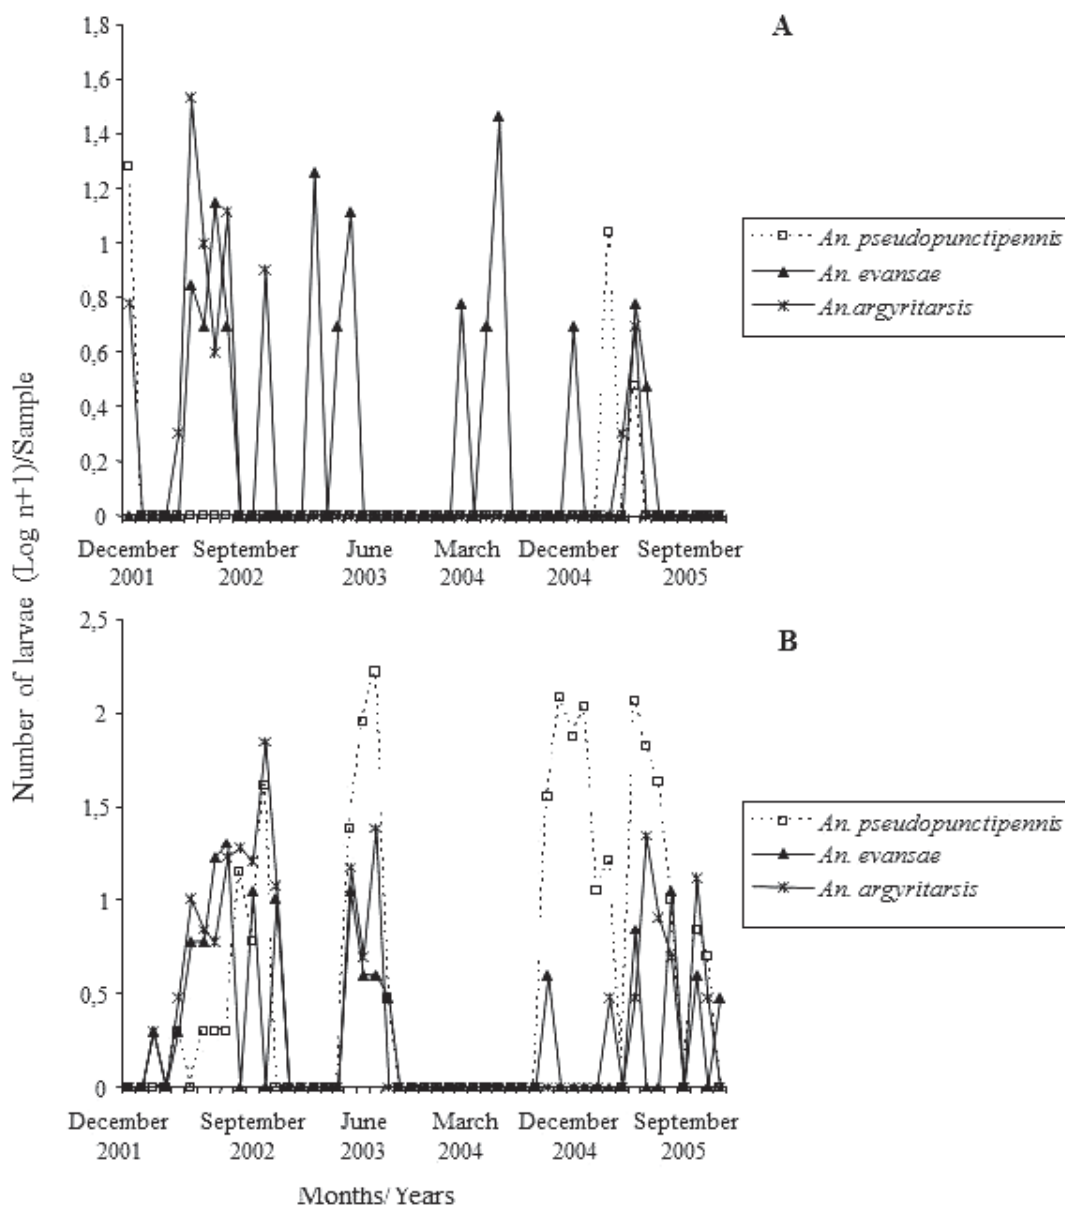 A
1,8
1,6
1,4
1,2
1
0,8
0,6
0,4
0,2
0
December 2001
September 2002
June 2003
March 2004
December 2004
September 2005
An. pseudopunctipennis
An. evansae
An.argyritarsis
Number of larvae (Log n+1)/Sample
B
2,5
2
1,5
1
0,5
0
December 2001
September 2002
June 2003
March 2004
December 2004
September 2005
An. pseudopunctipennis
An. evansae
An. argyritarsis
Months/Years